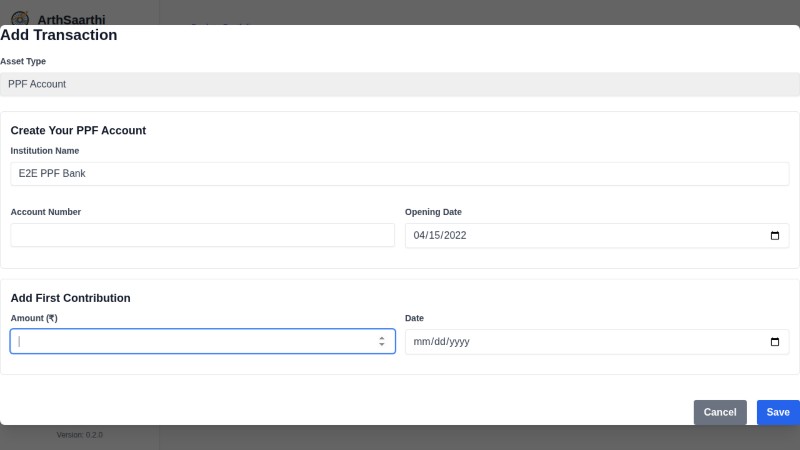 ArthSaarthi
Add Transaction
Asset Type
PPF Account
Create Your PPF Account
Institution Name
E2E PPF Bank
Account Number
Opening Date
04/15/2022
Add First Contribution
Amount (₹)
Date
mm/dd/yyyy
Cancel
Save
Version: 0.2.0